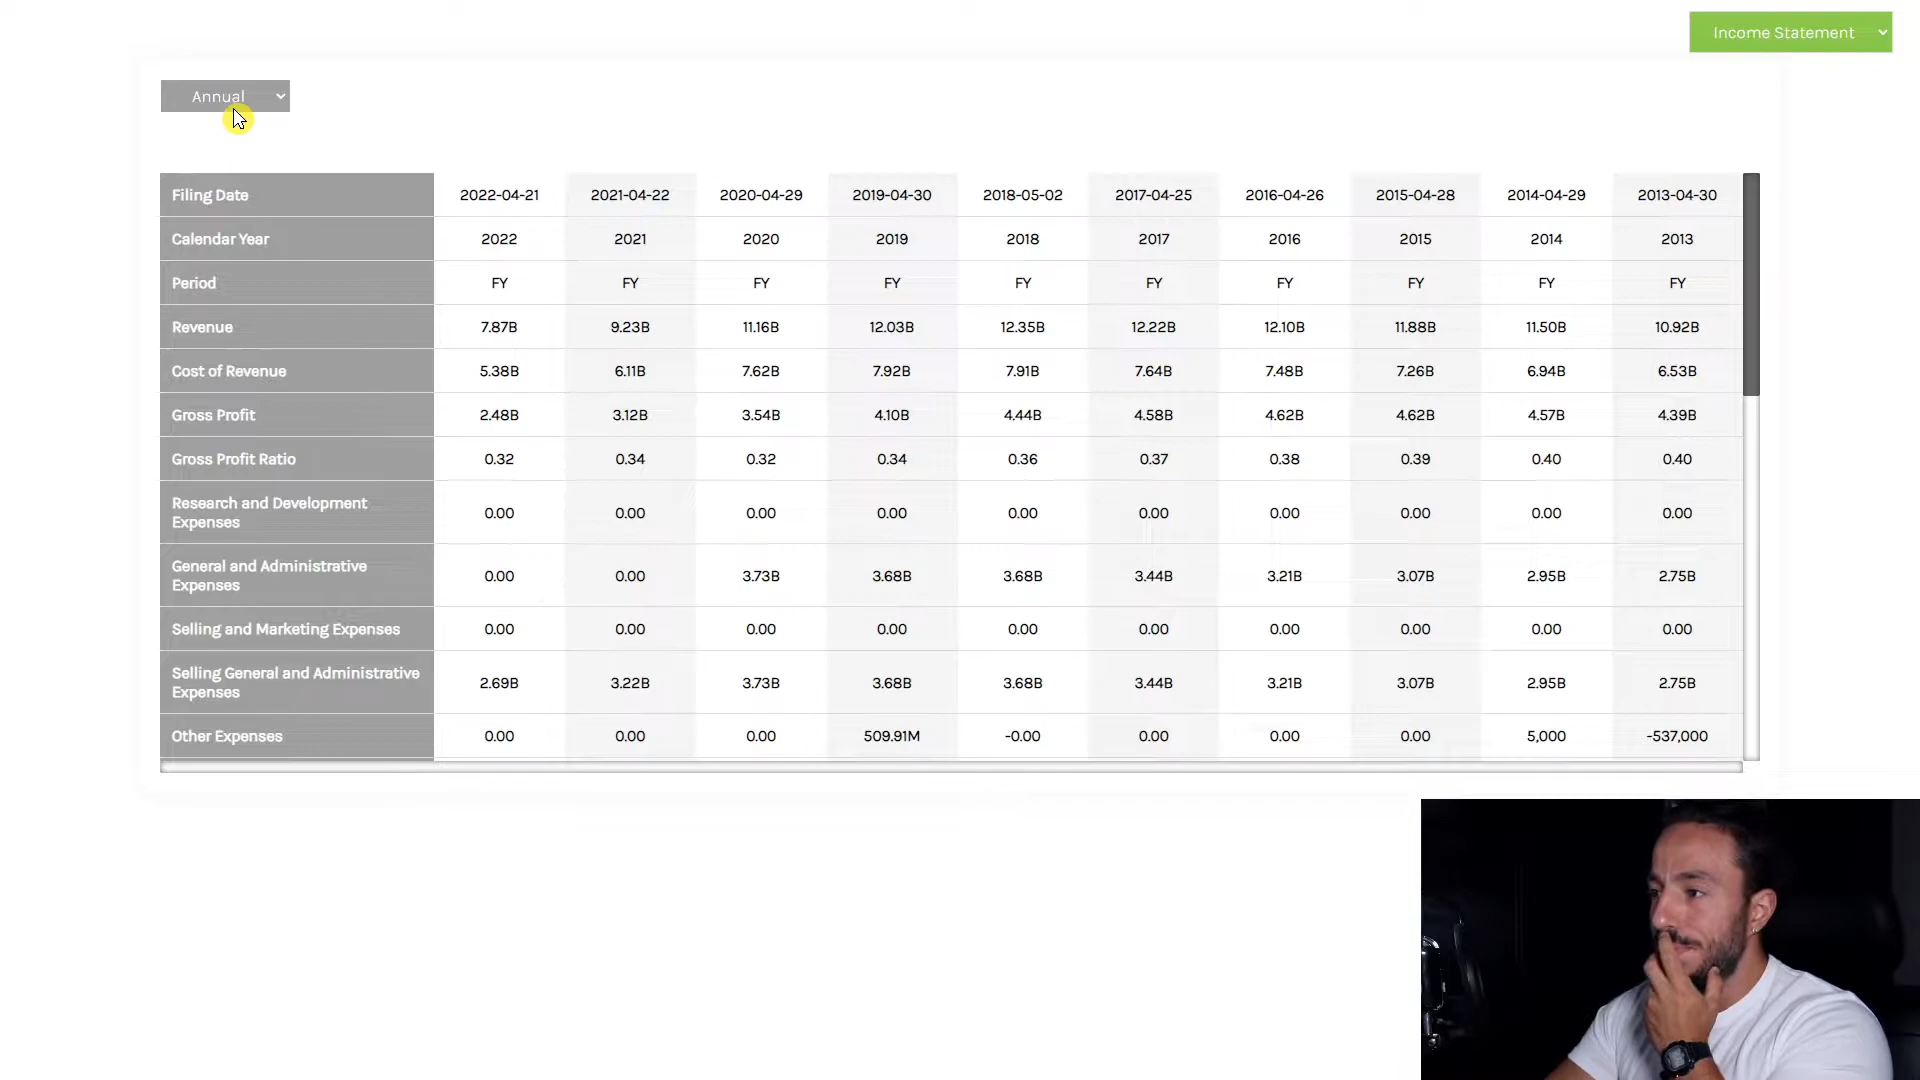 Income Statement
Annual
Filing Date 2022-04-21 2021-04-22 2020-04-29 2019-04-30 2018-05-02 2017-04-25 2016-04-26 2015-04-28 2014-04-29 2013-04-30
Calendar Year 2022 2021 2020 2019 2018 2017 2016 2015 2014 2013
Period FY FY FY FY FY FY FY FY FY FY
Revenue 7.87B 9.23B 11.16B 12.03B 12.35B 12.22B 12.10B 11.88B 11.50B 10.92B
Cost of Revenue 5.38B 6.11B 7.62B 7.92B 7.91B 7.64B 7.48B 7.26B 6.94B 6.53B
Gross Profit 2.48B 3.12B 3.54B 4.10B 4.44B 4.58B 4.62B 4.62B 4.57B 4.39B
Gross Profit Ratio 0.32 0.34 0.32 0.34 0.36 0.37 0.38 0.39 0.40 0.40
Research and Development
Expenses 0.00 0.00 0.00 0.00 0.00 0.00 0.00 0.00 0.00 0.00
General and Administrative
Expenses 0.00 0.00 3.73B 3.68B 3.68B 3.44B 3.21B 3.07B 2.95B 2.75B
Selling and Marketing Expenses 0.00 0.00 0.00 0.00 0.00 0.00 0.00 0.00 0.00 0.00
Selling General and Administrative
Expenses 2.69B 3.22B 3.73B 3.68B 3.68B 3.44B 3.21B 3.07B 2.95B 2.75B
Other Expenses 0.00 0.00 0.00 509.91M -0.00 0.00 0.00 0.00 5,000 -537,000